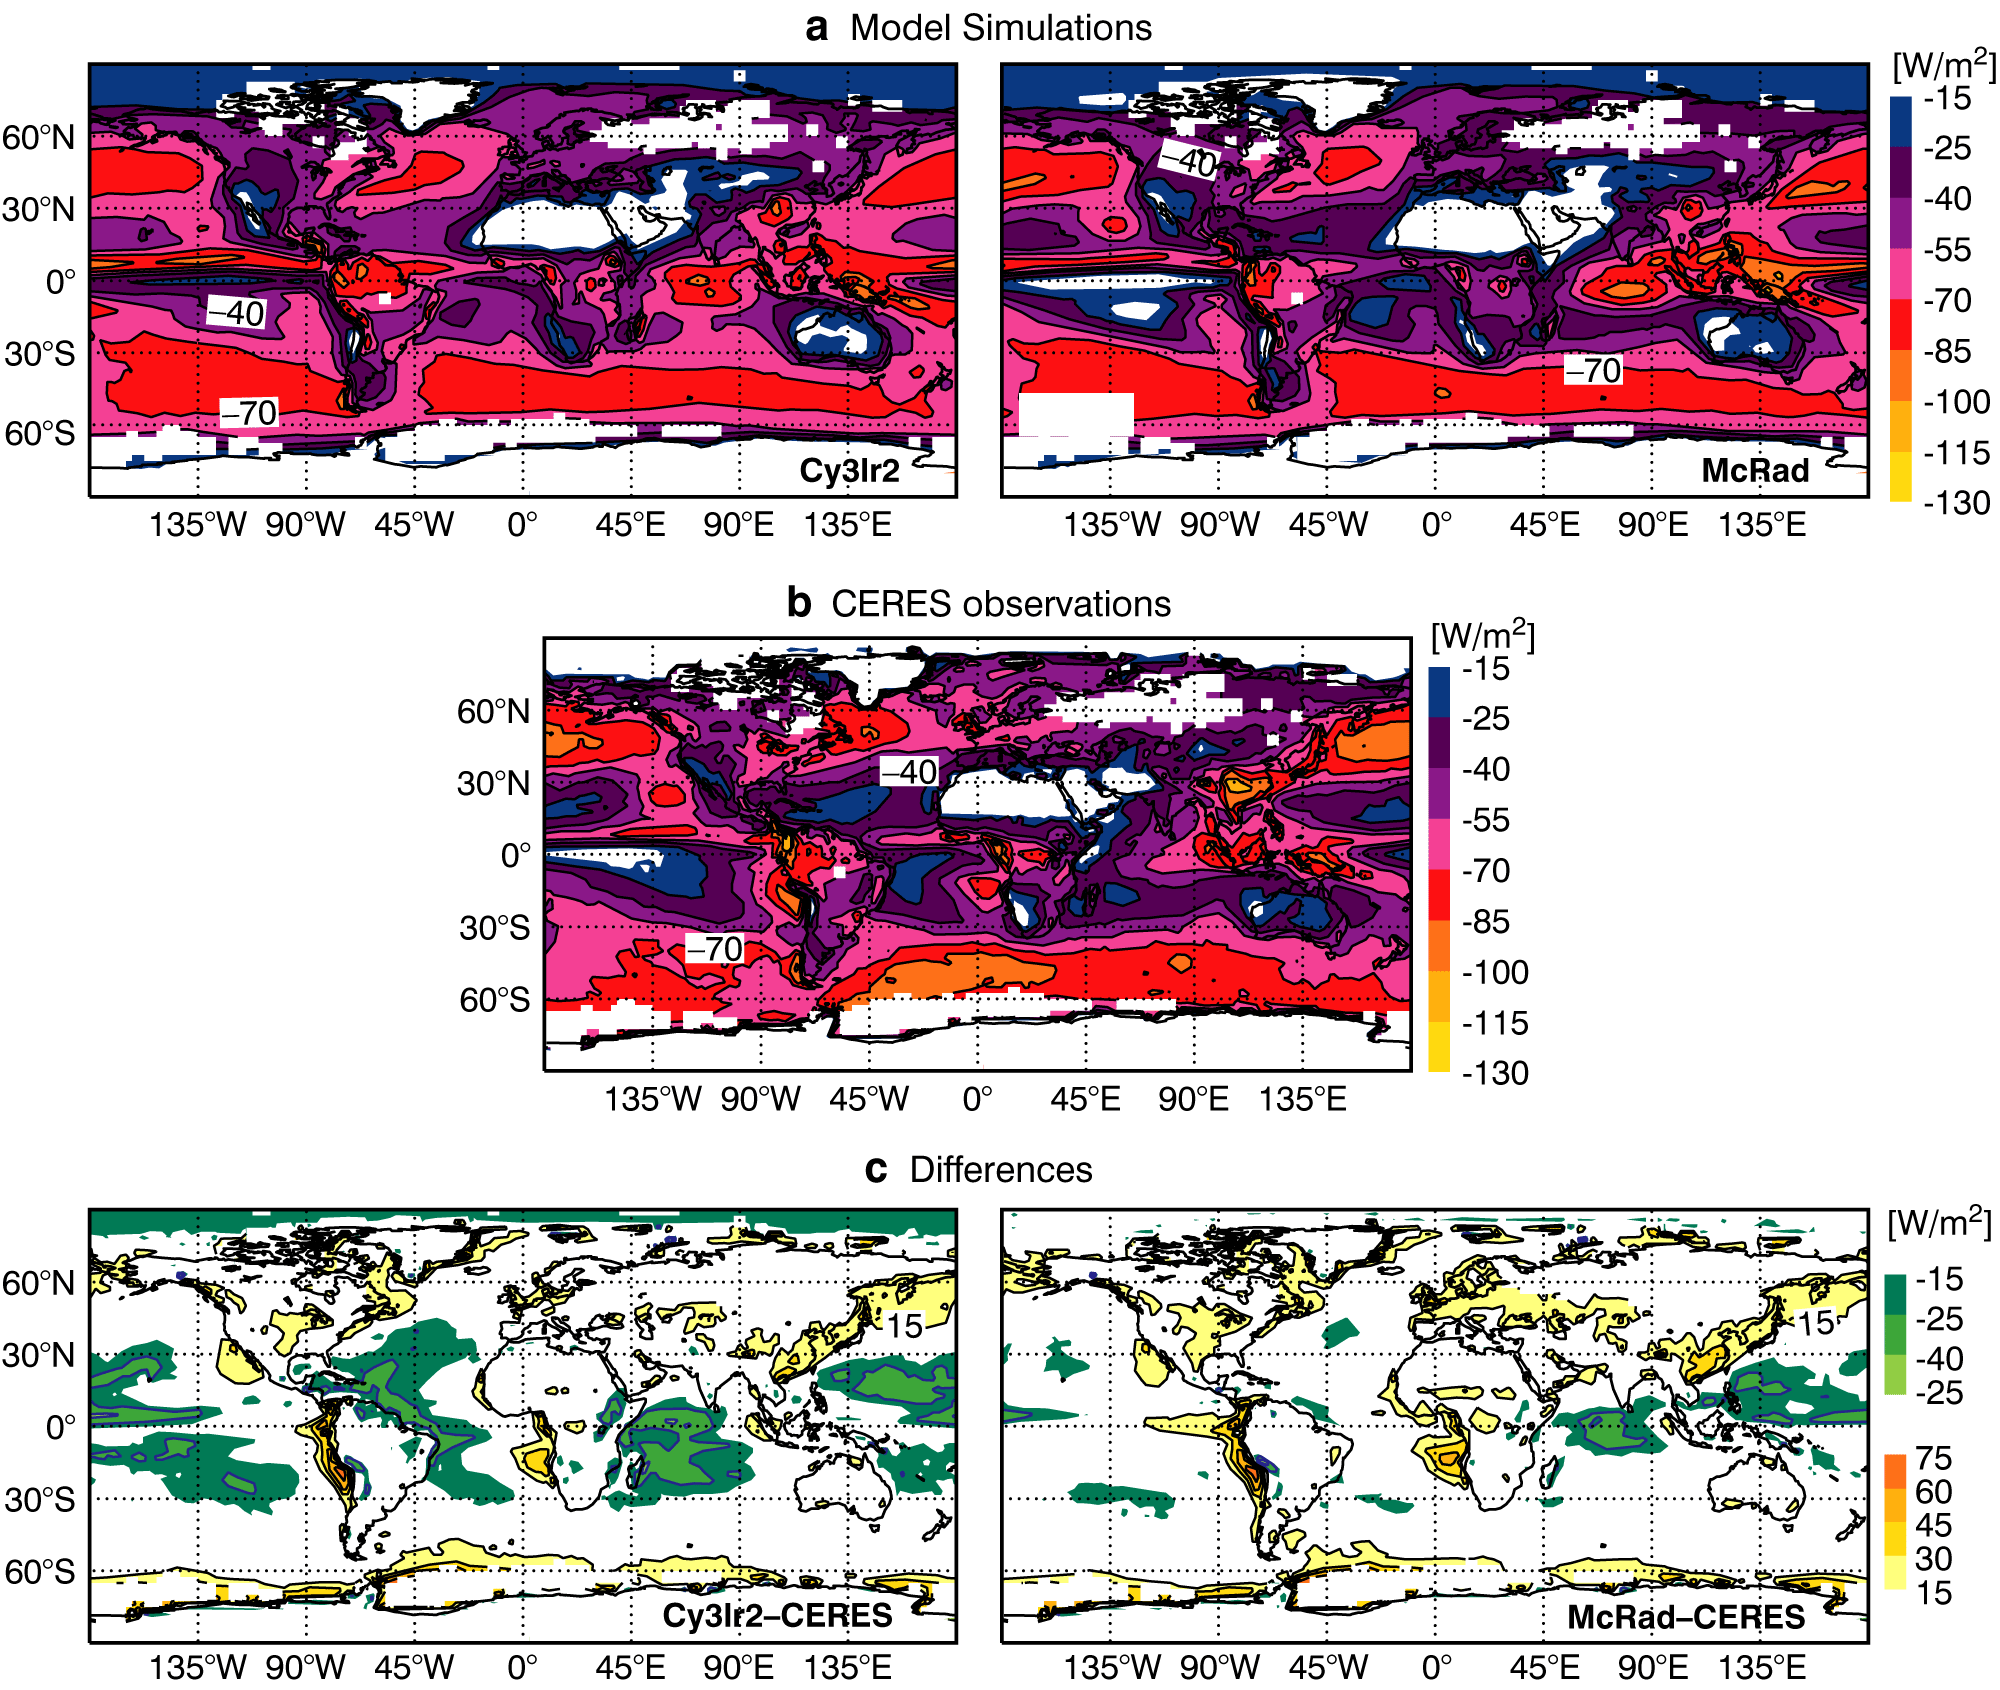 a Model Simulations
[W/m2]
-15
-25
-40
-55
-70
-85
-100
-115
-130
60°N
30°N
0°
30°S
60°S
–40
–70
Cy3lr2
–40
–70
McRad
135°W 90°W 45°W 0° 45°E 90°E 135°E
135°W 90°W 45°W 0° 45°E 90°E 135°E
b CERES observations
[W/m2]
-15
-25
-40
-55
-70
-85
-100
-115
-130
60°N
30°N
0°
30°S
60°S
–40
–70
135°W 90°W 45°W 0° 45°E 90°E 135°E
c Differences
[W/m2]
-15
-25
-40
-25
75
60
45
30
15
60°N
30°N
0°
30°S
60°S
15
Cy3lr2–CERES
15
McRad–CERES
135°W 90°W 45°W 0° 45°E 90°E 135°E
135°W 90°W 45°W 0° 45°E 90°E 135°E